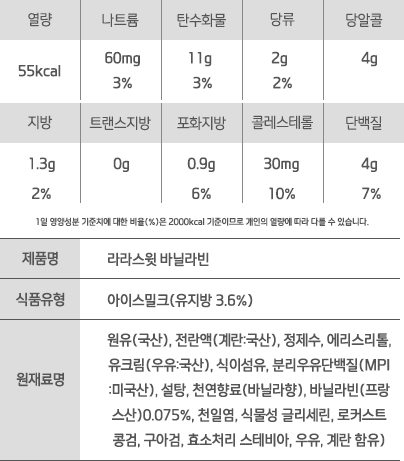 열량 나트륨 탄수화물 당류 당알콜
55kcal 60mg 11g 2g 4g
3% 3% 2%
지방 트랜스지방 포화지방 콜레스테롤 단백질
1.3g 0g 0.9g 30mg 4g
2% 6% 10% 7%
1일 영양성분 기준치에 대한 비율(%)은 2000kcal 기준이므로 개인의 열량에 따라 다를 수 있습니다.
제품명 라라스윗 바닐라빈
식품유형 아이스밀크(유지방 3.6%)
원재료명 원유(국산), 전란액(계란:국산), 정제수, 에리스리톨,
유크림(우유:국산), 식이섬유, 분리우유단백질(MPI
:미국산), 설탕, 천연향료(바닐라향), 바닐라빈(프랑
스산)0.075%, 천일염, 식물성 글리세린, 로커스트
콩검, 구아검, 효소처리 스테비아, 우유, 계란 함유)